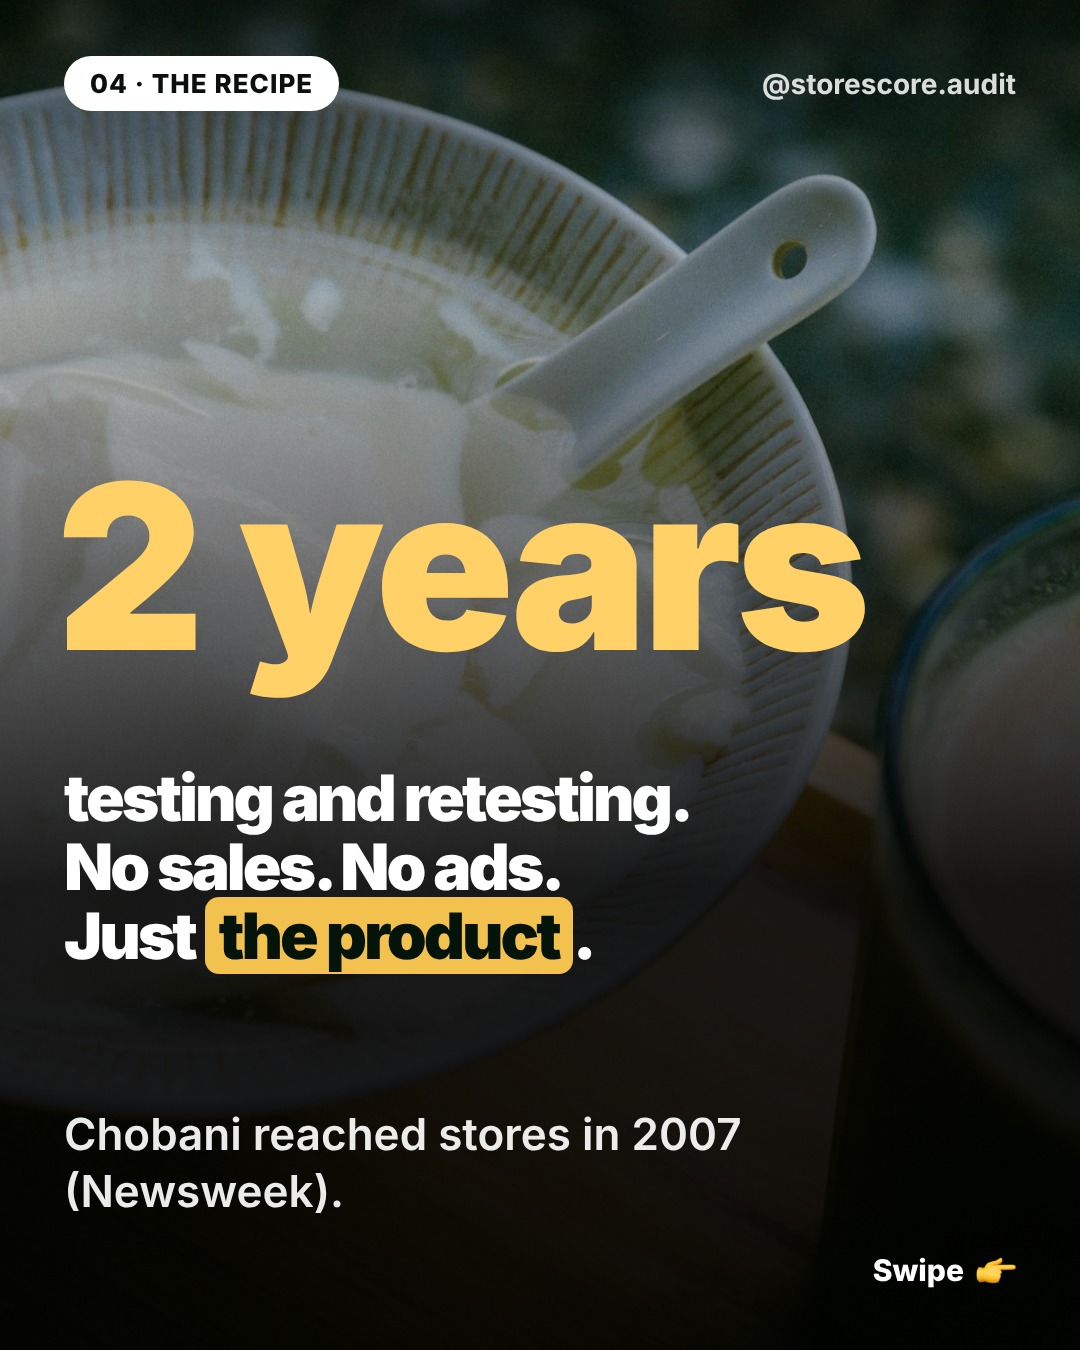 04 · THE RECIPE
@storescore.audit
2 years
testing and retesting.
No sales. No ads.
Just the product.
Chobani reached stores in 2007
(Newsweek).
Swipe 👉